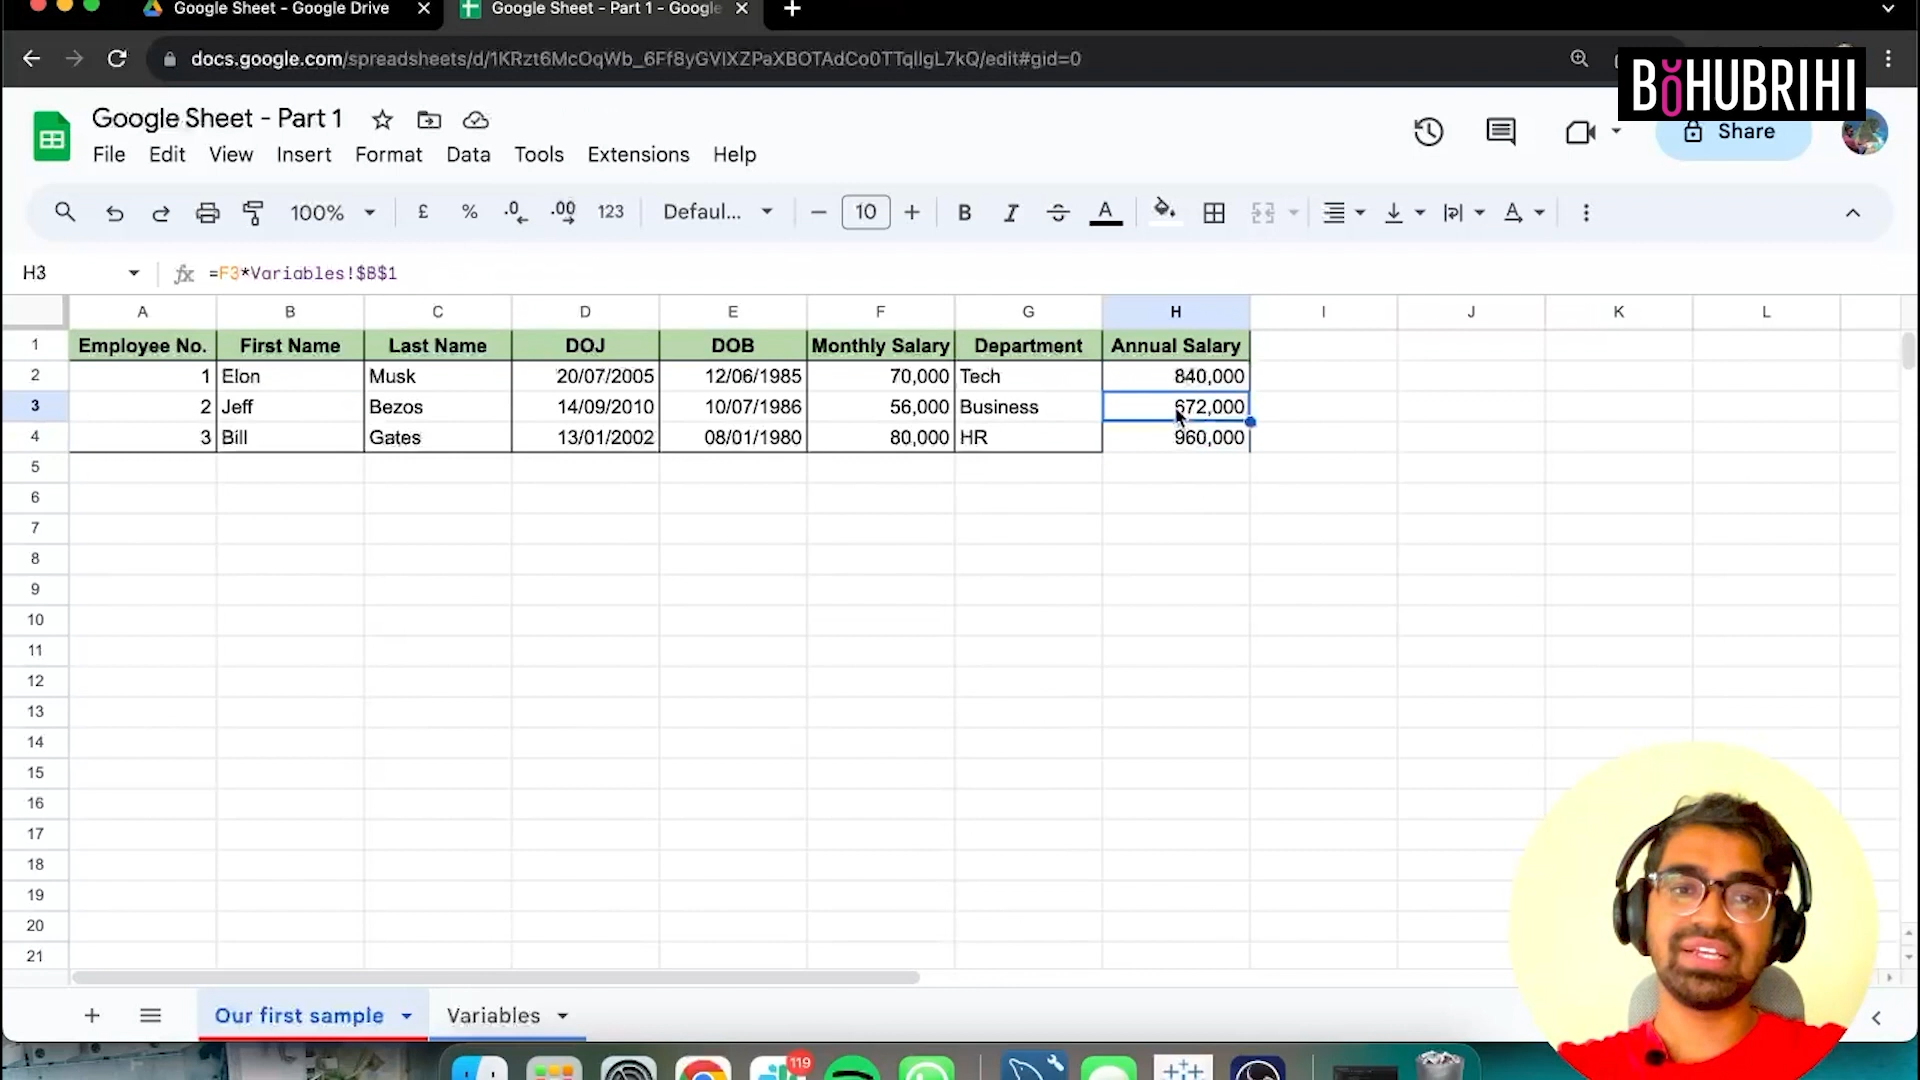 Google Sheet - Google Drive
Google Sheet - Part 1 - Google
docs.google.com/spreadsheets/d/1KRzt6McOqWb_6Ff8yGVIXZPaXBOTAdCo0TTqlIgL7kQ/edit#gid=0
BOHUBRIHI
Google Sheet - Part 1
Share
File Edit View Insert Format Data Tools Extensions Help
100% £ % .0 .00 123 Defaul... 10 B I S A A
H3 fx =F3*Variables!$B$1
A B C D E F G H I J K L
1 Employee No. First Name Last Name DOJ DOB Monthly Salary Department Annual Salary
2 1 Elon Musk 20/07/2005 12/06/1985 70,000 Tech 840,000
3 2 Jeff Bezos 14/09/2010 10/07/1986 56,000 Business 672,000
4 3 Bill Gates 13/01/2002 08/01/1980 80,000 HR 960,000
5
6
7
8
9
10
11
12
13
14
15
16
17
18
19
20
21
Our first sample Variables
119